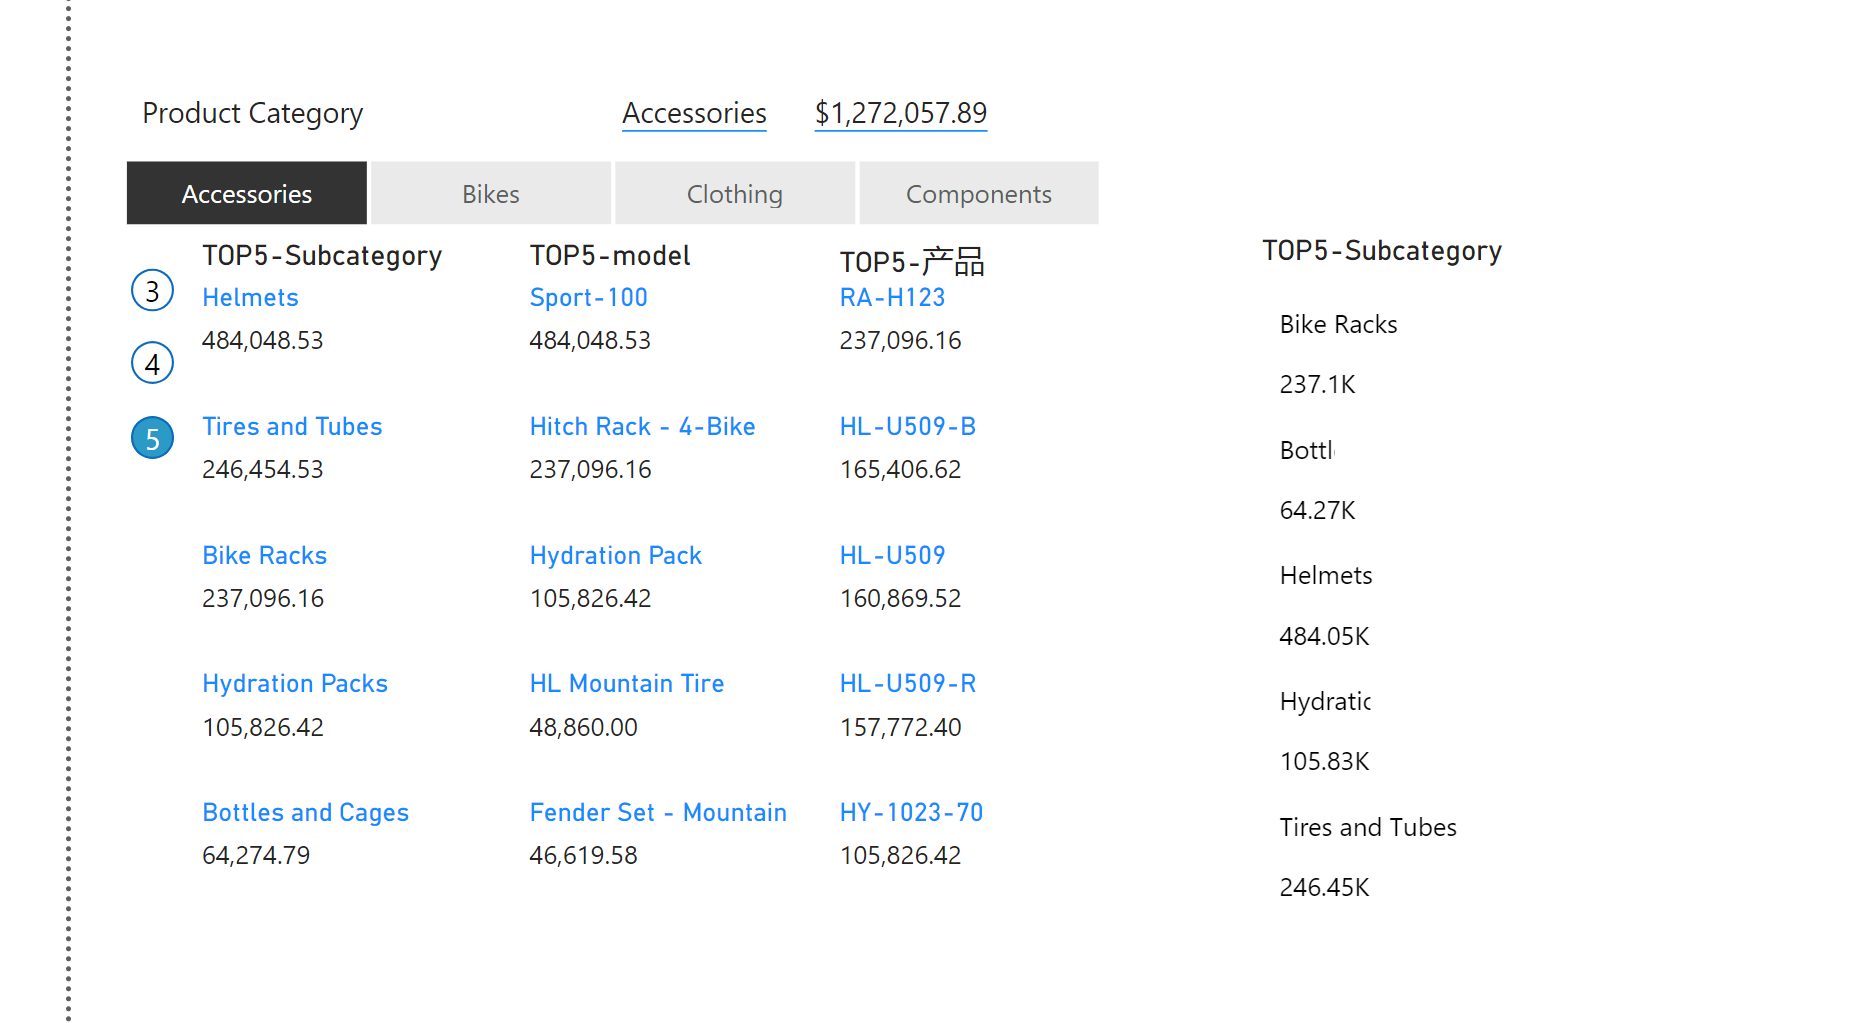 Product Category
Accessories $1,272,057.89
Accessories Bikes Clothing Components
TOP5-Subcategory TOP5-model TOP5-产品
3
Helmets Sport-100 RA-H123
484,048.53 484,048.53 237,096.16
4
Tires and Tubes Hitch Rack - 4-Bike HL-U509-B
5
246,454.53 237,096.16 165,406.62
Bike Racks Hydration Pack HL-U509
237,096.16 105,826.42 160,869.52
Hydration Packs HL Mountain Tire HL-U509-R
105,826.42 48,860.00 157,772.40
Bottles and Cages Fender Set - Mountain HY-1023-70
64,274.79 46,619.58 105,826.42
TOP5-Subcategory
Bike Racks
237.1K
Bottl
64.27K
Helmets
484.05K
Hydratic
105.83K
Tires and Tubes
246.45K